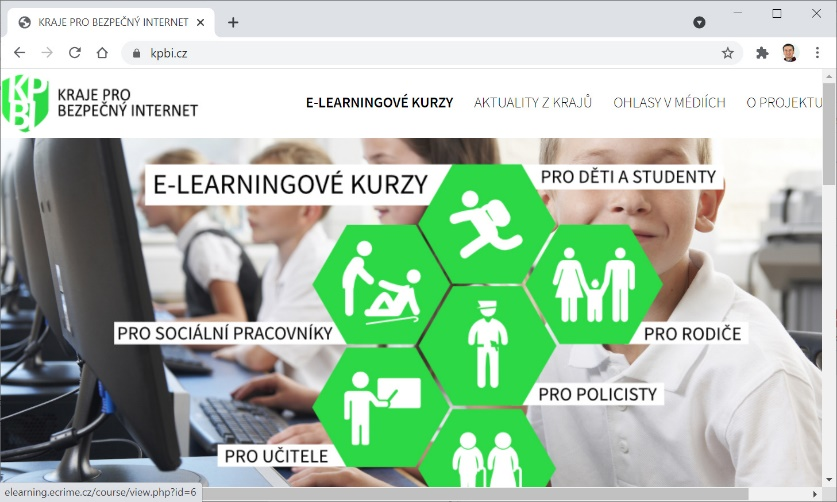 KRAJE PRO BEZPEČNÝ INTERNET
kpbi.cz
KP
BI
KRAJE PRO
BEZPEČNÝ INTERNET
E-LEARNINGOVÉ KURZY
AKTUALITY Z KRAJŮ
OHLASY V MÉDIÍCH
O PROJEKTU
E-LEARNINGOVÉ KURZY
PRO DĚTI A STUDENTY
PRO SOCIÁLNÍ PRACOVNÍKY
PRO RODIČE
PRO POLICISTY
PRO UČITELE
elearning.ecrime.cz/course/view.php?id=6